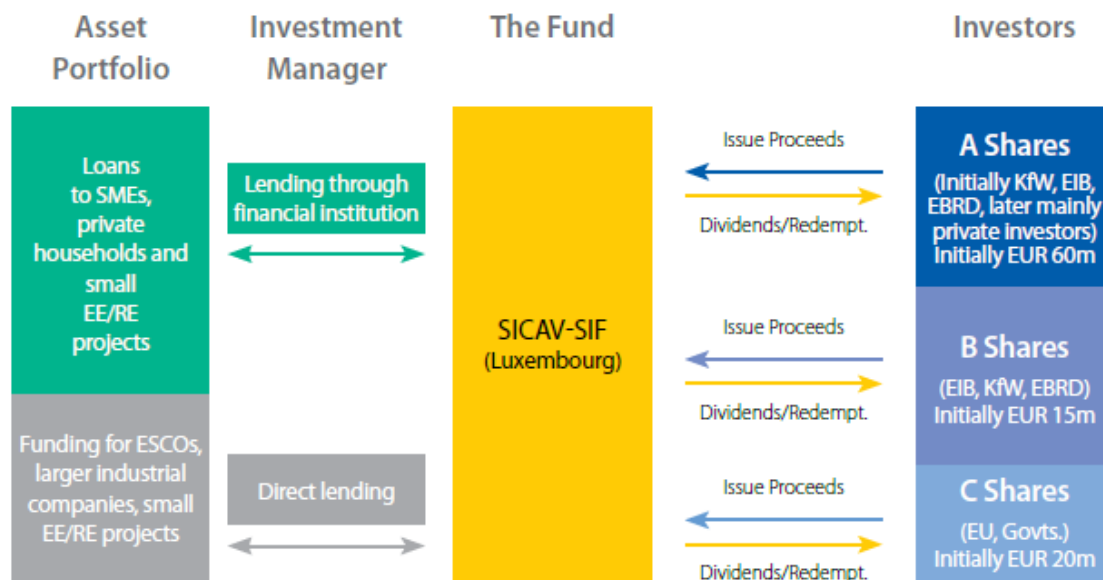 Asset
Portfolio
Investment
Manager
The Fund
Investors
Loans
to SMEs,
private
households and
small
EE/RE
projects
Funding for ESCOs,
larger industrial
companies, small
EE/RE projects
Lending through
financial institution
Direct lending
SICAV-SIF
(Luxembourg)
Issue Proceeds
Dividends/Redempt.
Issue Proceeds
Dividends/Redempt.
Issue Proceeds
Dividends/Redempt.
A Shares
(Initially KfW, EIB,
EBRD, later mainly
private investors)
Initially EUR 60m
B Shares
(EIB, KfW, EBRD)
Initially EUR 15m
C Shares
(EU, Govts.)
Initially EUR 20m